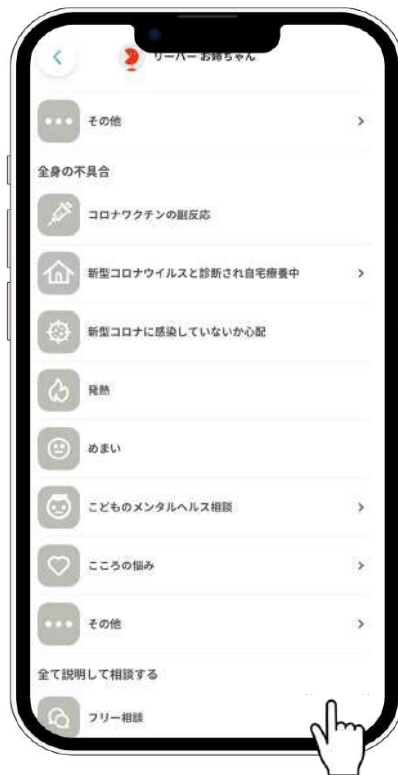 リーバー お姉ちゃん
その他
全身の不具合
コロナワクチンの副反応
新型コロナウイルスと診断され自宅療養中
新型コロナに感染していないか心配
発熱
めまい
こどものメンタルヘルス相談
こころの悩み
その他
全て説明して相談する
フリー相談